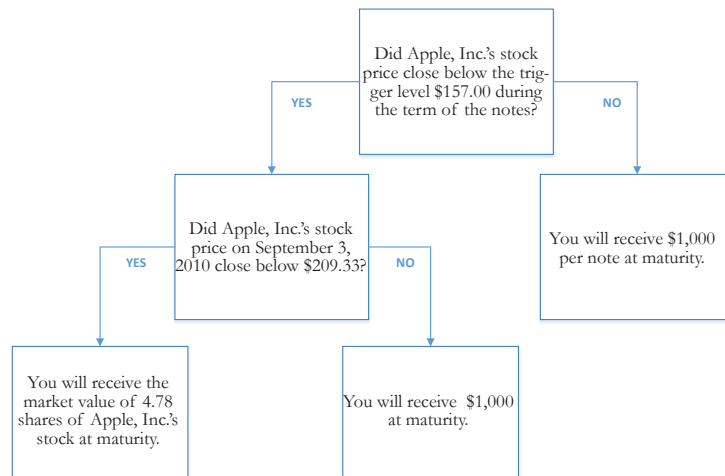 Did Apple, Inc.'s stock
price close below the trig-
ger level $157.00 during
the term of the notes?
YES
NO
Did Apple, Inc.'s stock
price on September 3,
2010 close below $209.33?
You will receive $1,000
per note at maturity.
YES
NO
You will receive the
market value of 4.78
shares of Apple, Inc.'s
stock at maturity.
You will receive $1,000
at maturity.